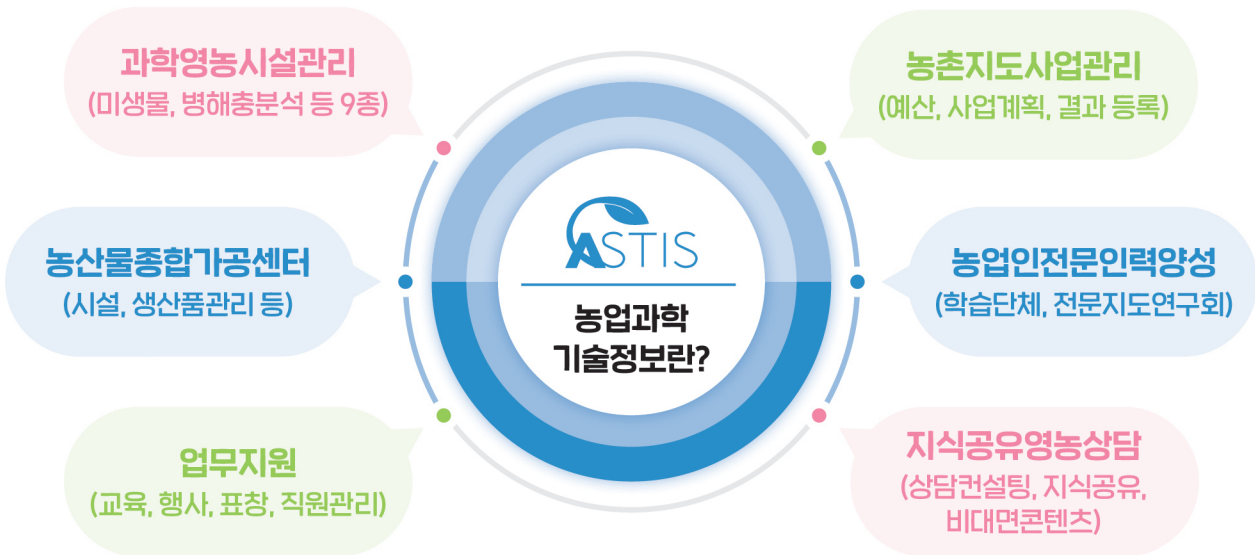 과학영농시설관리
(미생물, 병해충분석 등 9종)
농촌지도사업관리
(예산, 사업계획, 결과 등록)
농산물종합가공센터
(시설, 생산품관리 등)
ASTIS
농업과학
기술정보란?
농업인전문인력양성
(학습단체, 전문지도연구회)
업무지원
(교육, 행사, 표창, 직원관리)
지식공유영농상담
(상담컨설팅, 지식공유,
비대면콘텐츠)